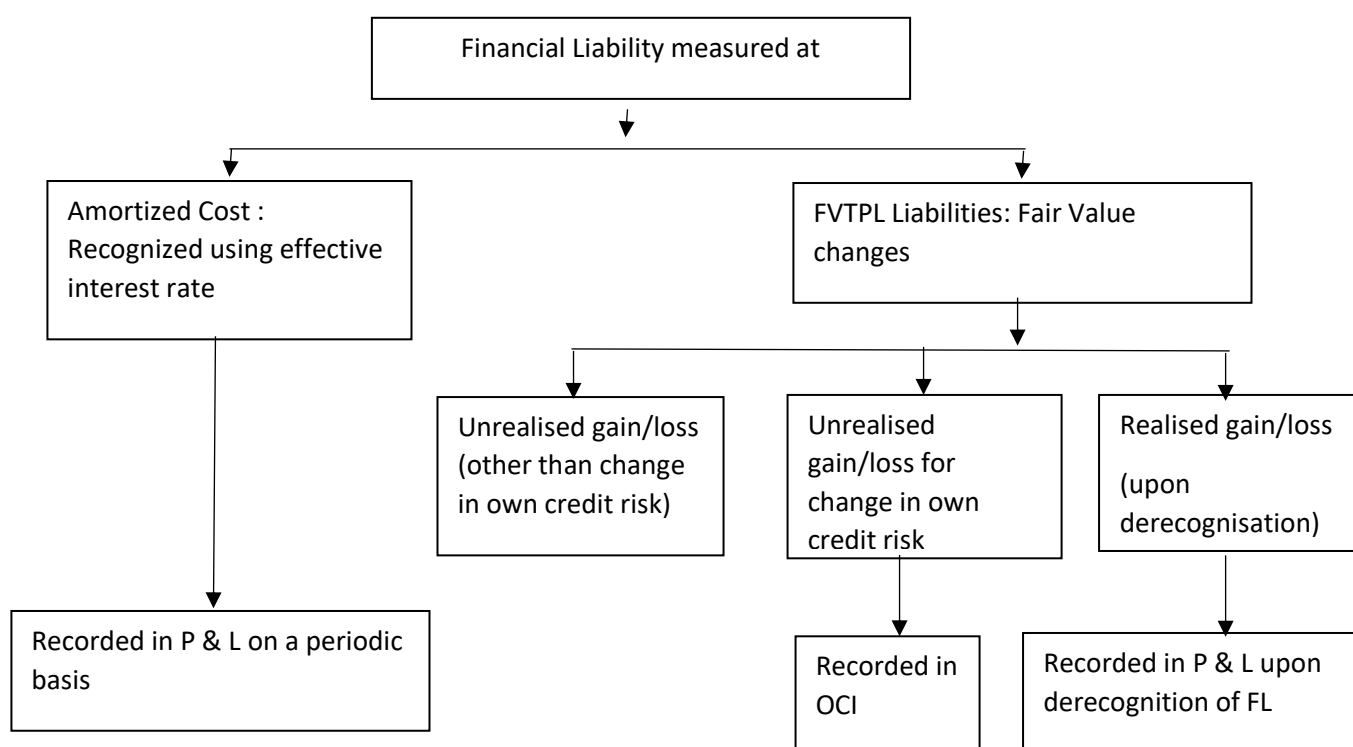 Financial Liability measured at
Amortized Cost :
Recognized using effective
interest rate
FVTPL Liabilities: Fair Value
changes
Unrealised gain/loss
(other than change
in own credit risk)
Unrealised
gain/loss for
change in own
credit risk
Realised gain/loss
(upon
derecognisation)
Recorded in P & L on a periodic
basis
Recorded in
OCI
Recorded in P & L upon
derecognition of FL